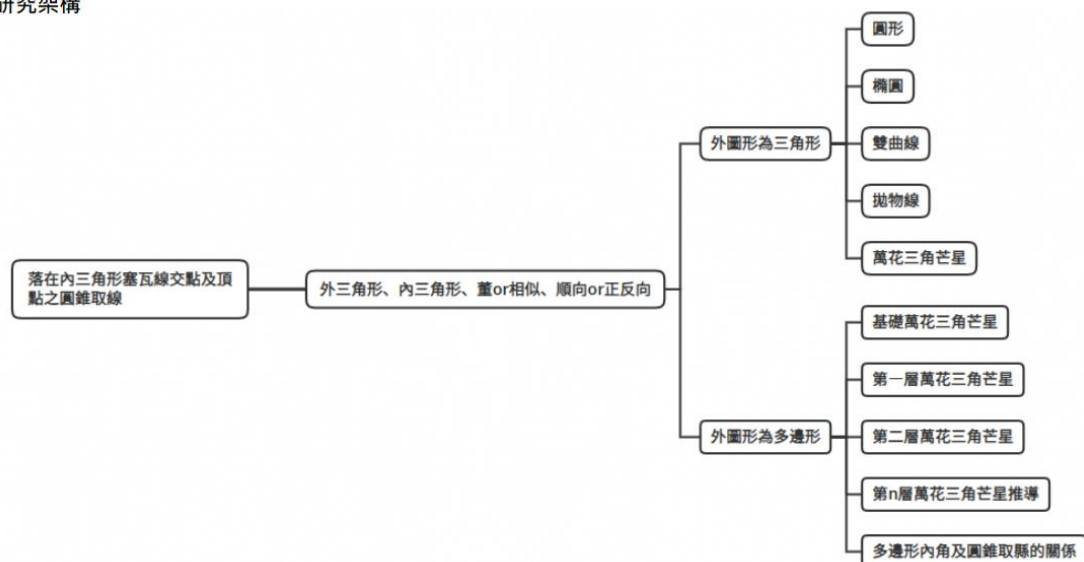 研究架構
圓形
橢圓
外圖形為三角形
雙曲線
拋物線
萬花三角芒星
落在內三角形塞瓦線交點及頂
點之圓錐取線
外三角形、內三角形、董or相似、順向or正反向
基礎萬花三角芒星
第一層萬花三角芒星
外圖形為多邊形
第二層萬花三角芒星
第n層萬花三角芒星推導
多邊形內角及圓錐取縣的關係